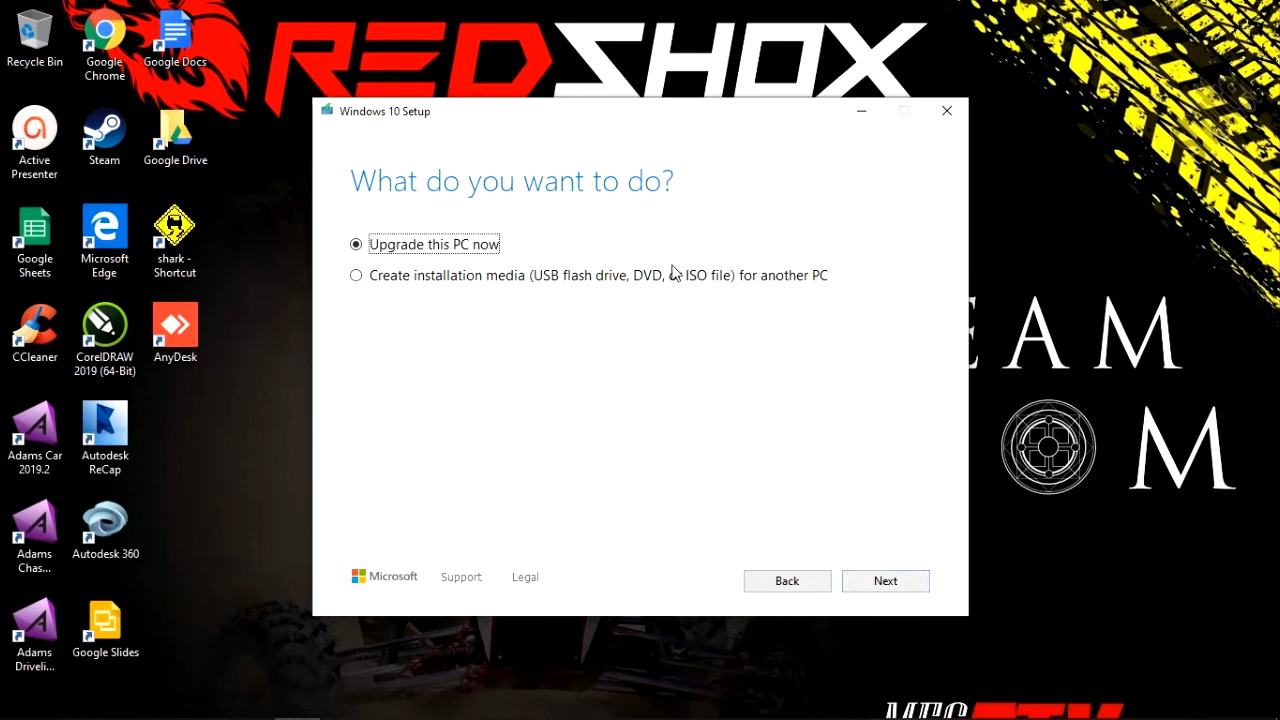 REDSHOX
Recycle Bin
Google
Chrome
Google Docs
Active
Presenter
Steam
Google Drive
Google
Sheets
Microsoft
Edge
shark -
Shortcut
CCleaner
CorelDRAW
2019 (64-Bit)
AnyDesk
Adams Car
2019.2
Autodesk
ReCap
Adams
Chas...
Autodesk 360
Adams
Driveli...
Google Slides
Windows 10 Setup
What do you want to do?
Upgrade this PC now
Create installation media (USB flash drive, DVD, or ISO file) for another PC
Microsoft
Support
Legal
Back
Next
EAM
M